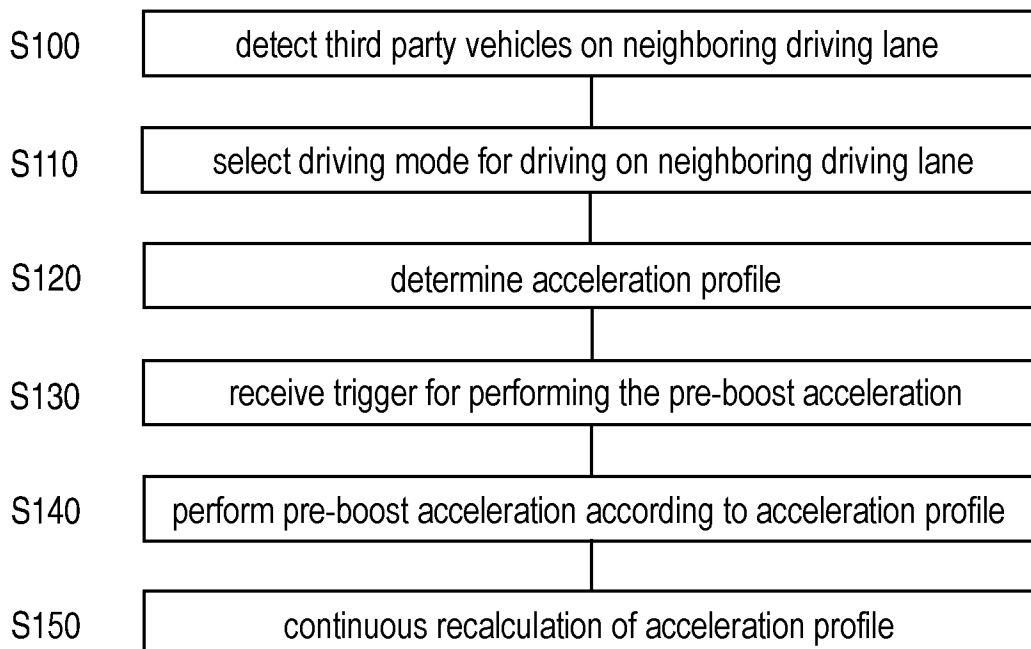 S100 detect third party vehicles on neighboring driving lane
S110 select driving mode for driving on neighboring driving lane
S120 determine acceleration profile
S130 receive trigger for performing the pre-boost acceleration
S140 perform pre-boost acceleration according to acceleration profile
S150 continuous recalculation of acceleration profile